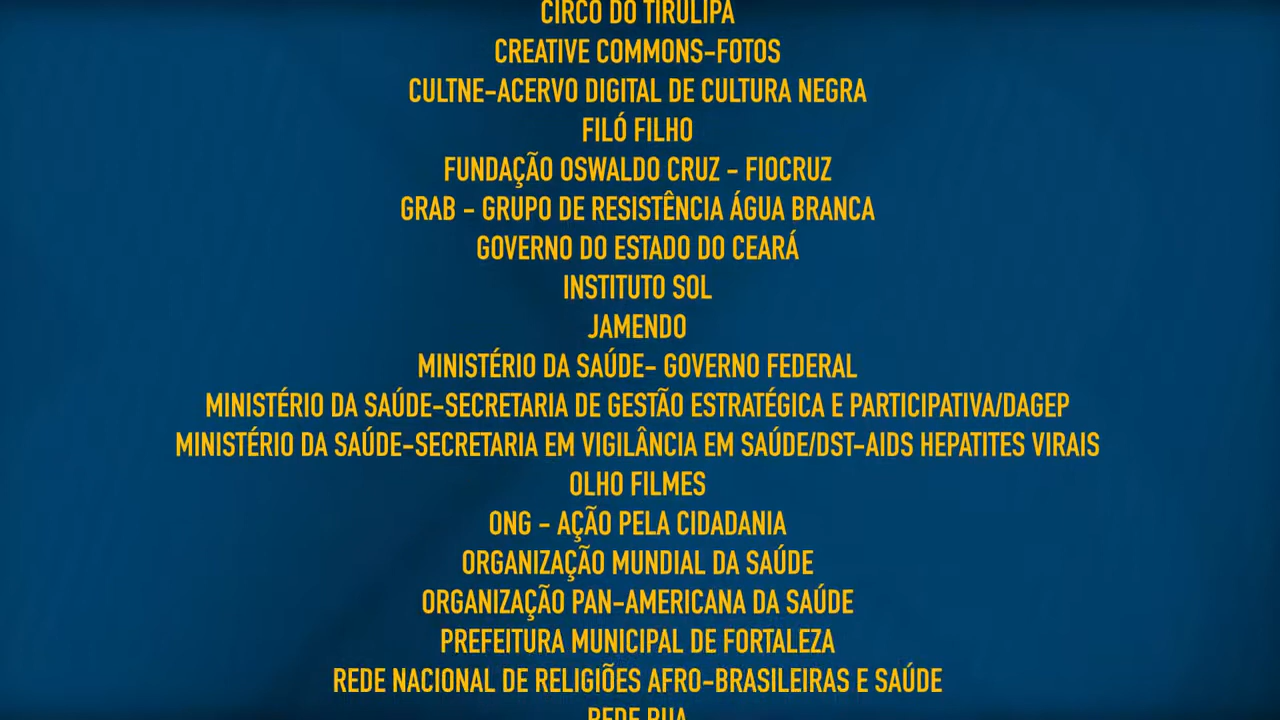 CIRCO DO TIRULIPA
CREATIVE COMMONS-FOTOS
CULTNE-ACERVO DIGITAL DE CULTURA NEGRA
FILÓ FILHO
FUNDAÇÃO OSWALDO CRUZ - FIOCRUZ
GRAB - GRUPO DE RESISTÊNCIA ÁGUA BRANCA
GOVERNO DO ESTADO DO CEARÁ
INSTITUTO SOL
JAMENDO
MINISTÉRIO DA SAÚDE- GOVERNO FEDERAL
MINISTÉRIO DA SAÚDE-SECRETARIA DE GESTÃO ESTRATÉGICA E PARTICIPATIVA/DAGEP
MINISTÉRIO DA SAÚDE-SECRETARIA EM VIGILÂNCIA EM SAÚDE/DST-AIDS HEPATITES VIRAIS
OLHO FILMES
ONG - AÇÃO PELA CIDADANIA
ORGANIZAÇÃO MUNDIAL DA SAÚDE
ORGANIZAÇÃO PAN-AMERICANA DA SAÚDE
PREFEITURA MUNICIPAL DE FORTALEZA
REDE NACIONAL DE RELIGIÕES AFRO-BRASILEIRAS E SAÚDE
REDE RUA